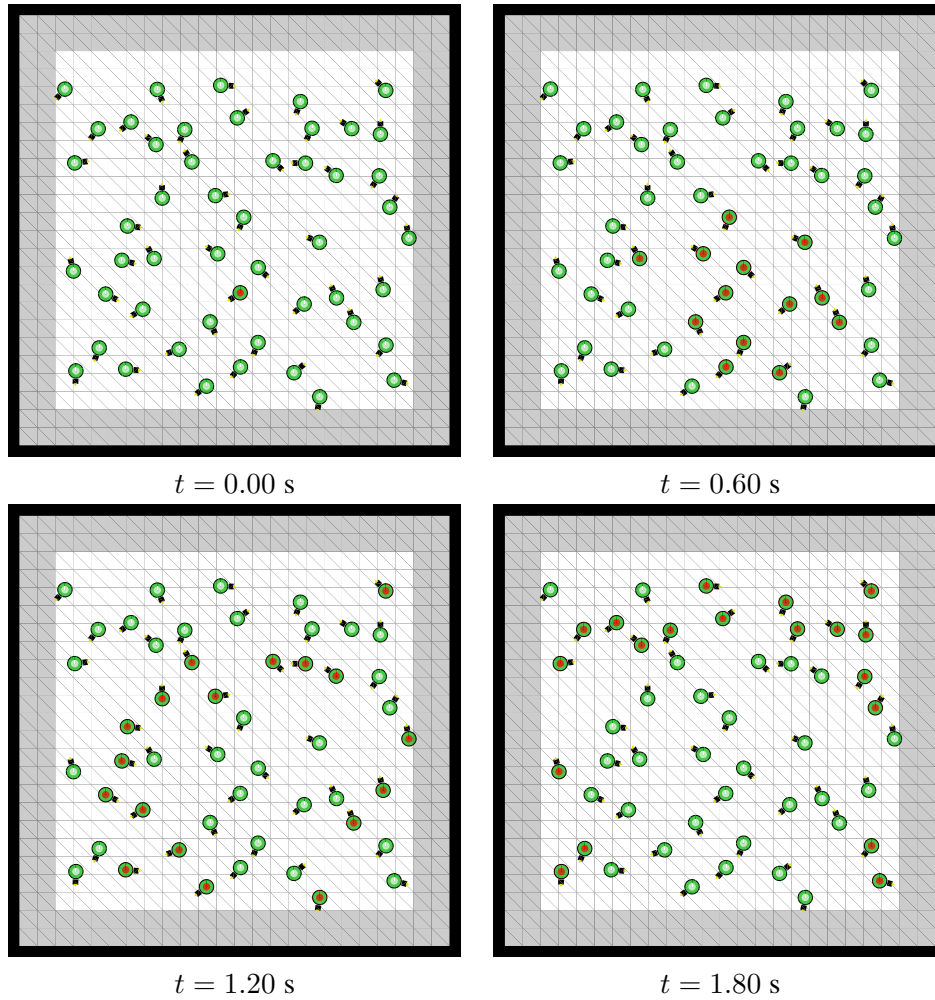 t = 0.00 s
t = 0.60 s
t = 1.20 s
t = 1.80 s